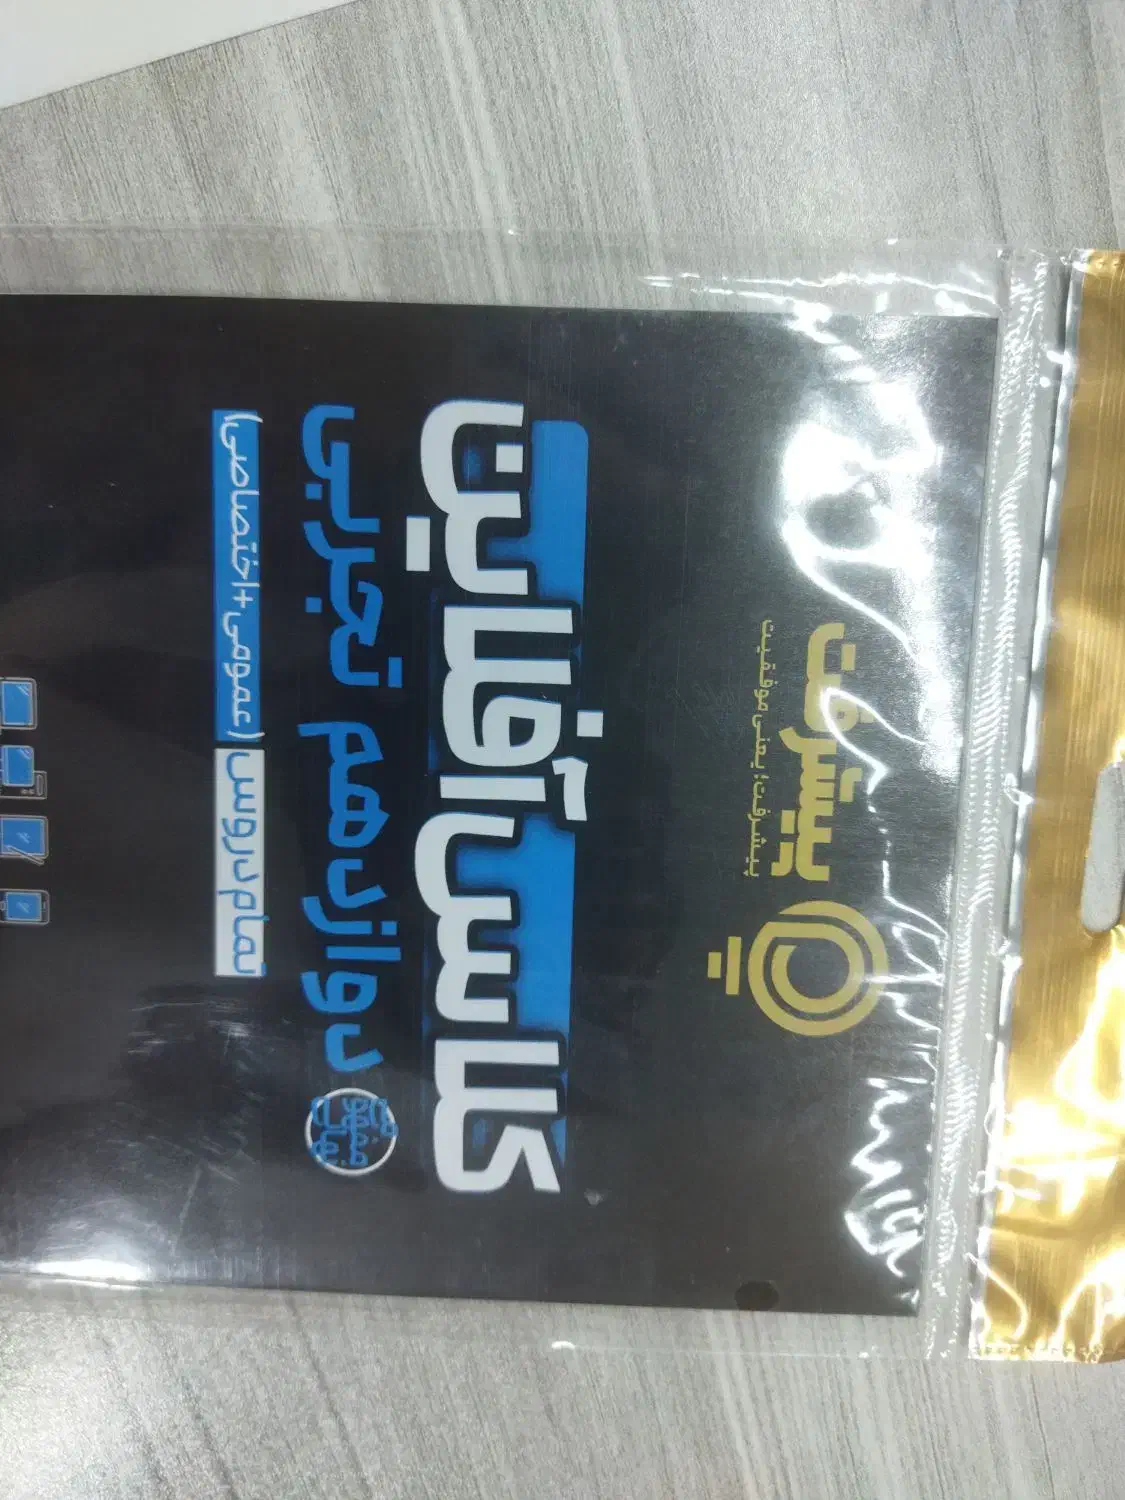 پیشرفت
پیشرفت؛ یعنی موفقیت
کلاس آفلاین
دوازدهم تجربی
تمام دروس (عمومی+اختصاصی)